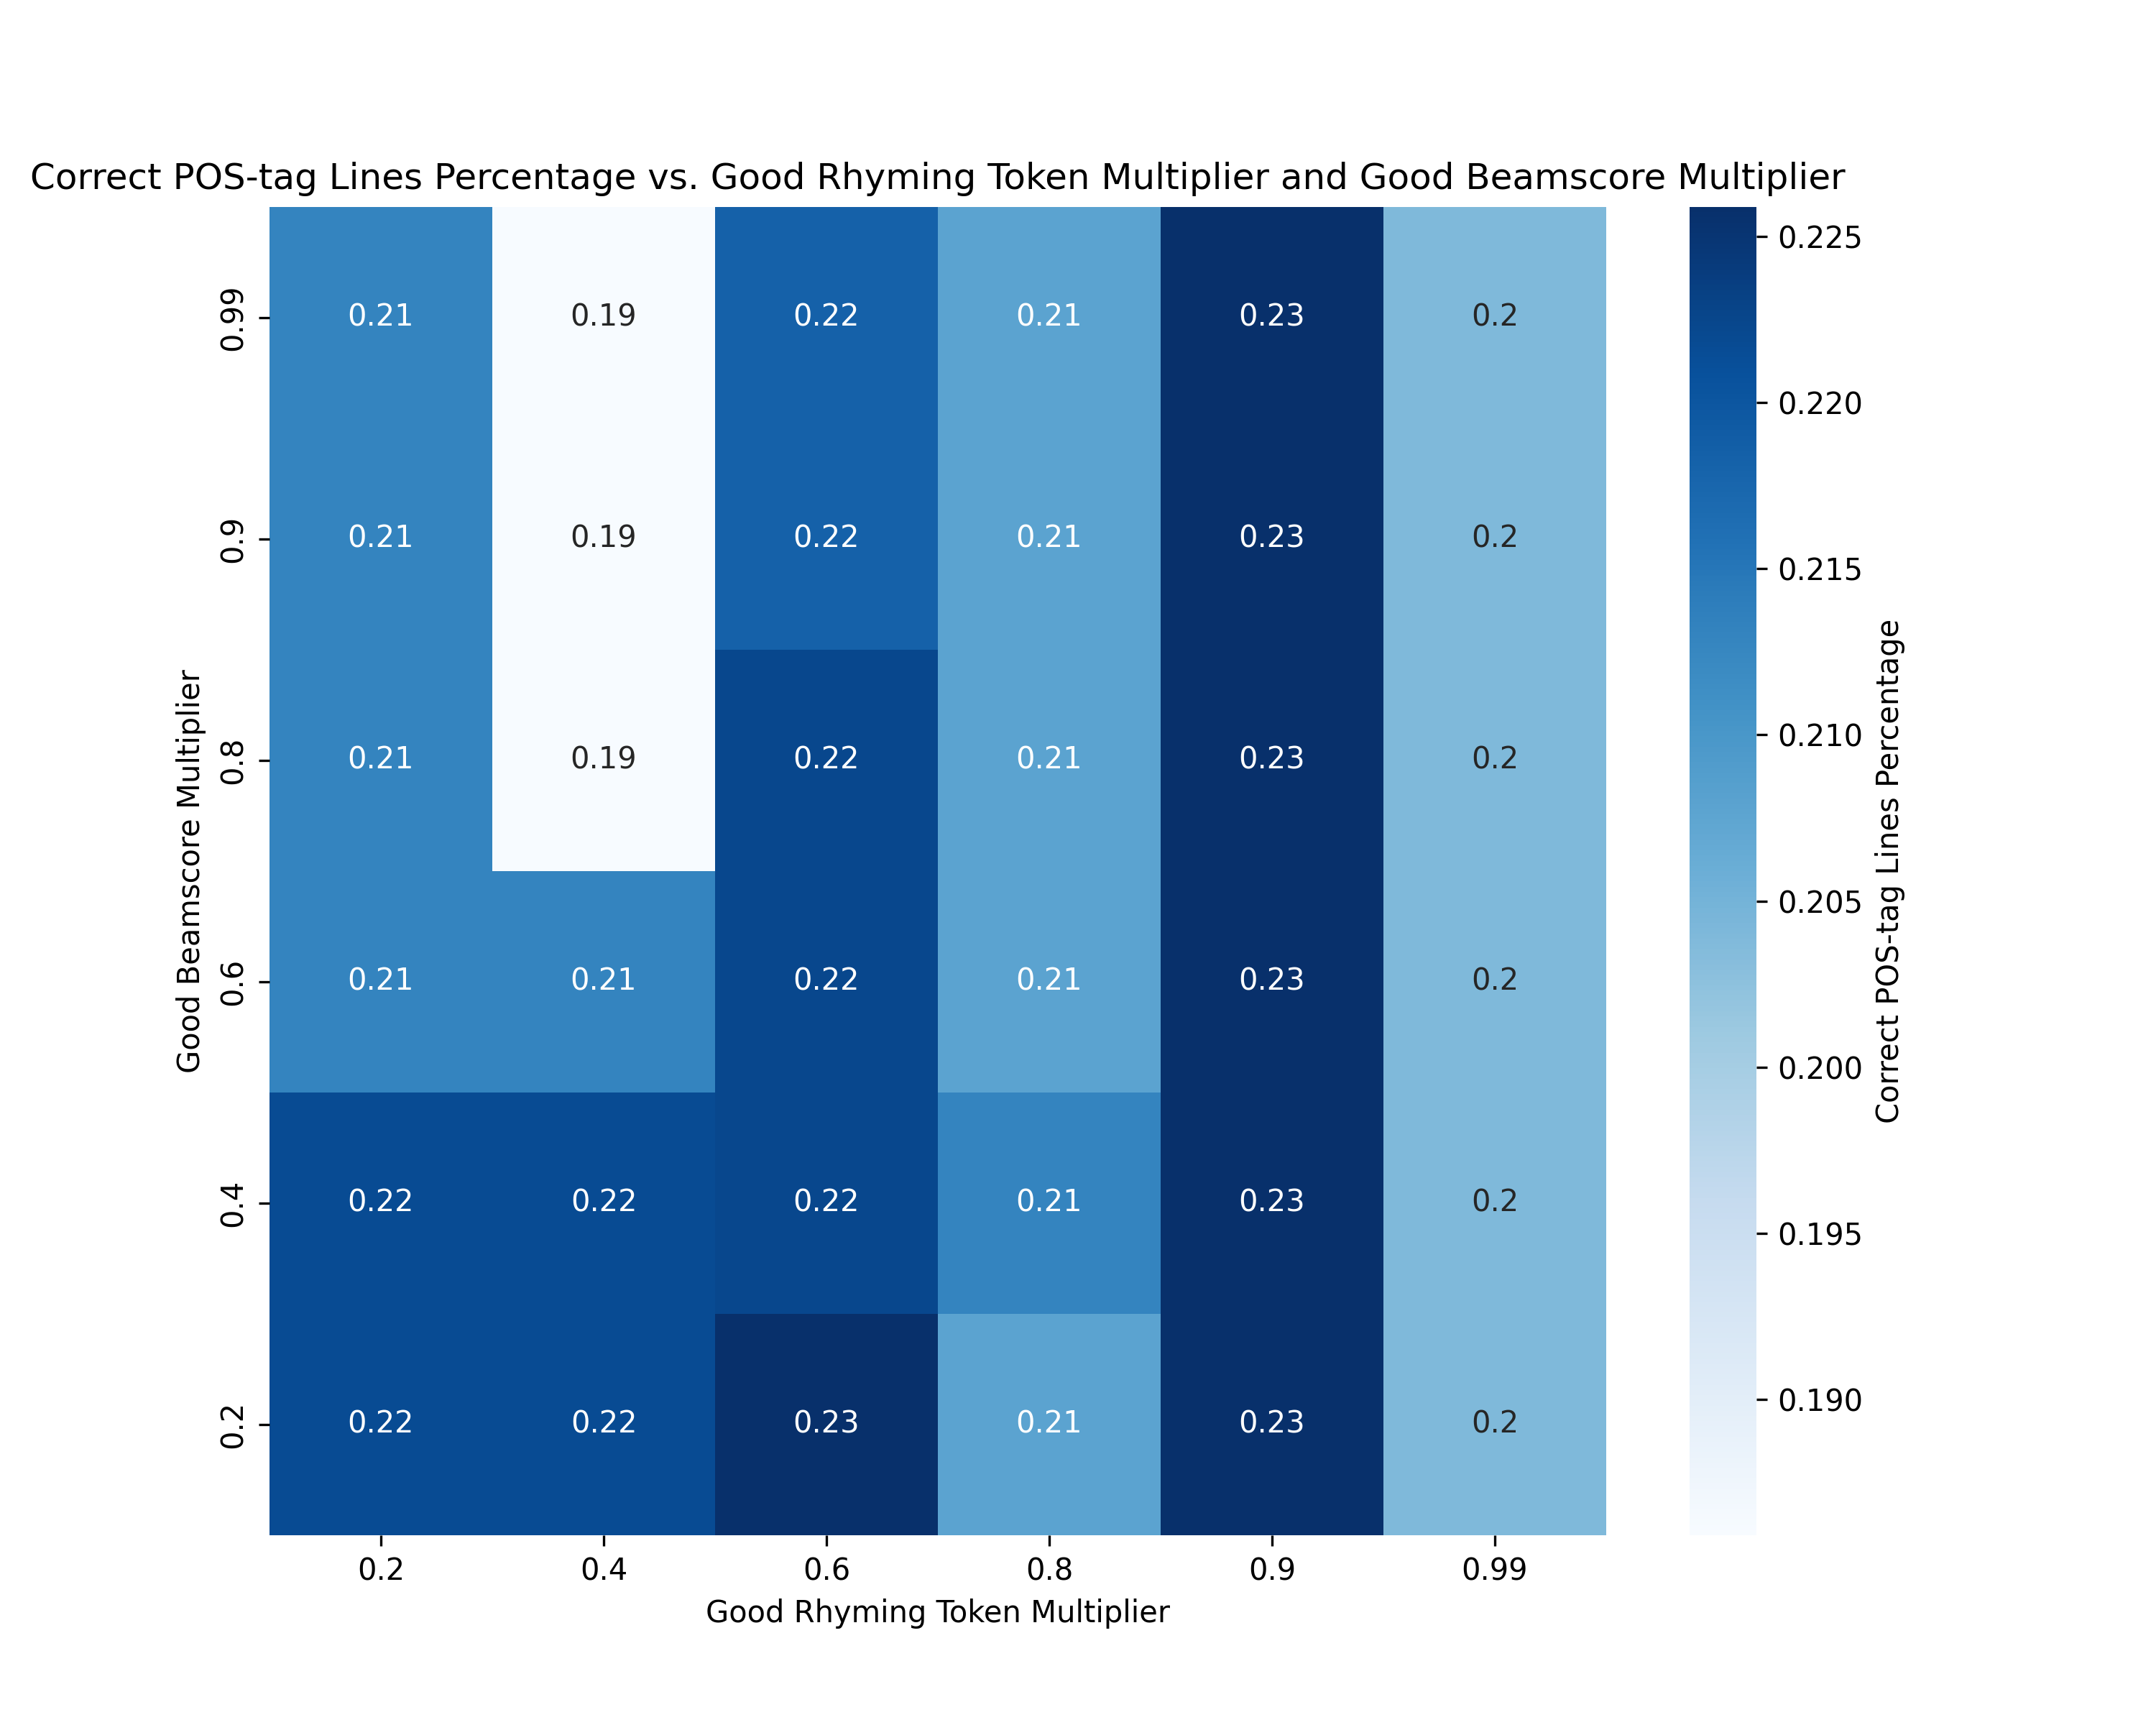 Correct POS-tag Lines Percentage vs. Good Rhyming Token Multiplier and Good Beamscore Multiplier
Good Beamscore Multiplier
0.99 0.21 0.19 0.22 0.21 0.23 0.2
0.9 0.21 0.19 0.22 0.21 0.23 0.2
0.8 0.21 0.19 0.22 0.21 0.23 0.2
0.6 0.21 0.21 0.22 0.21 0.23 0.2
0.4 0.22 0.22 0.22 0.21 0.23 0.2
0.2 0.22 0.22 0.23 0.21 0.23 0.2
0.2 0.4 0.6 0.8 0.9 0.99
Good Rhyming Token Multiplier
0.225
0.220
0.215
0.210
0.205
0.200
0.195
0.190
Correct POS-tag Lines Percentage